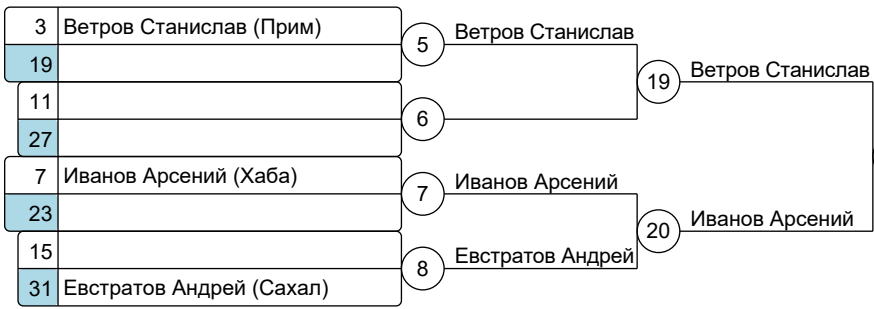 3 Ветров Станислав (Прим)
19
5 Ветров Станислав
11
27
6
19 Ветров Станислав
7 Иванов Арсений (Хаба)
23
7 Иванов Арсений
15
31 Евстратов Андрей (Сахал)
8 Евстратов Андрей
20 Иванов Арсений